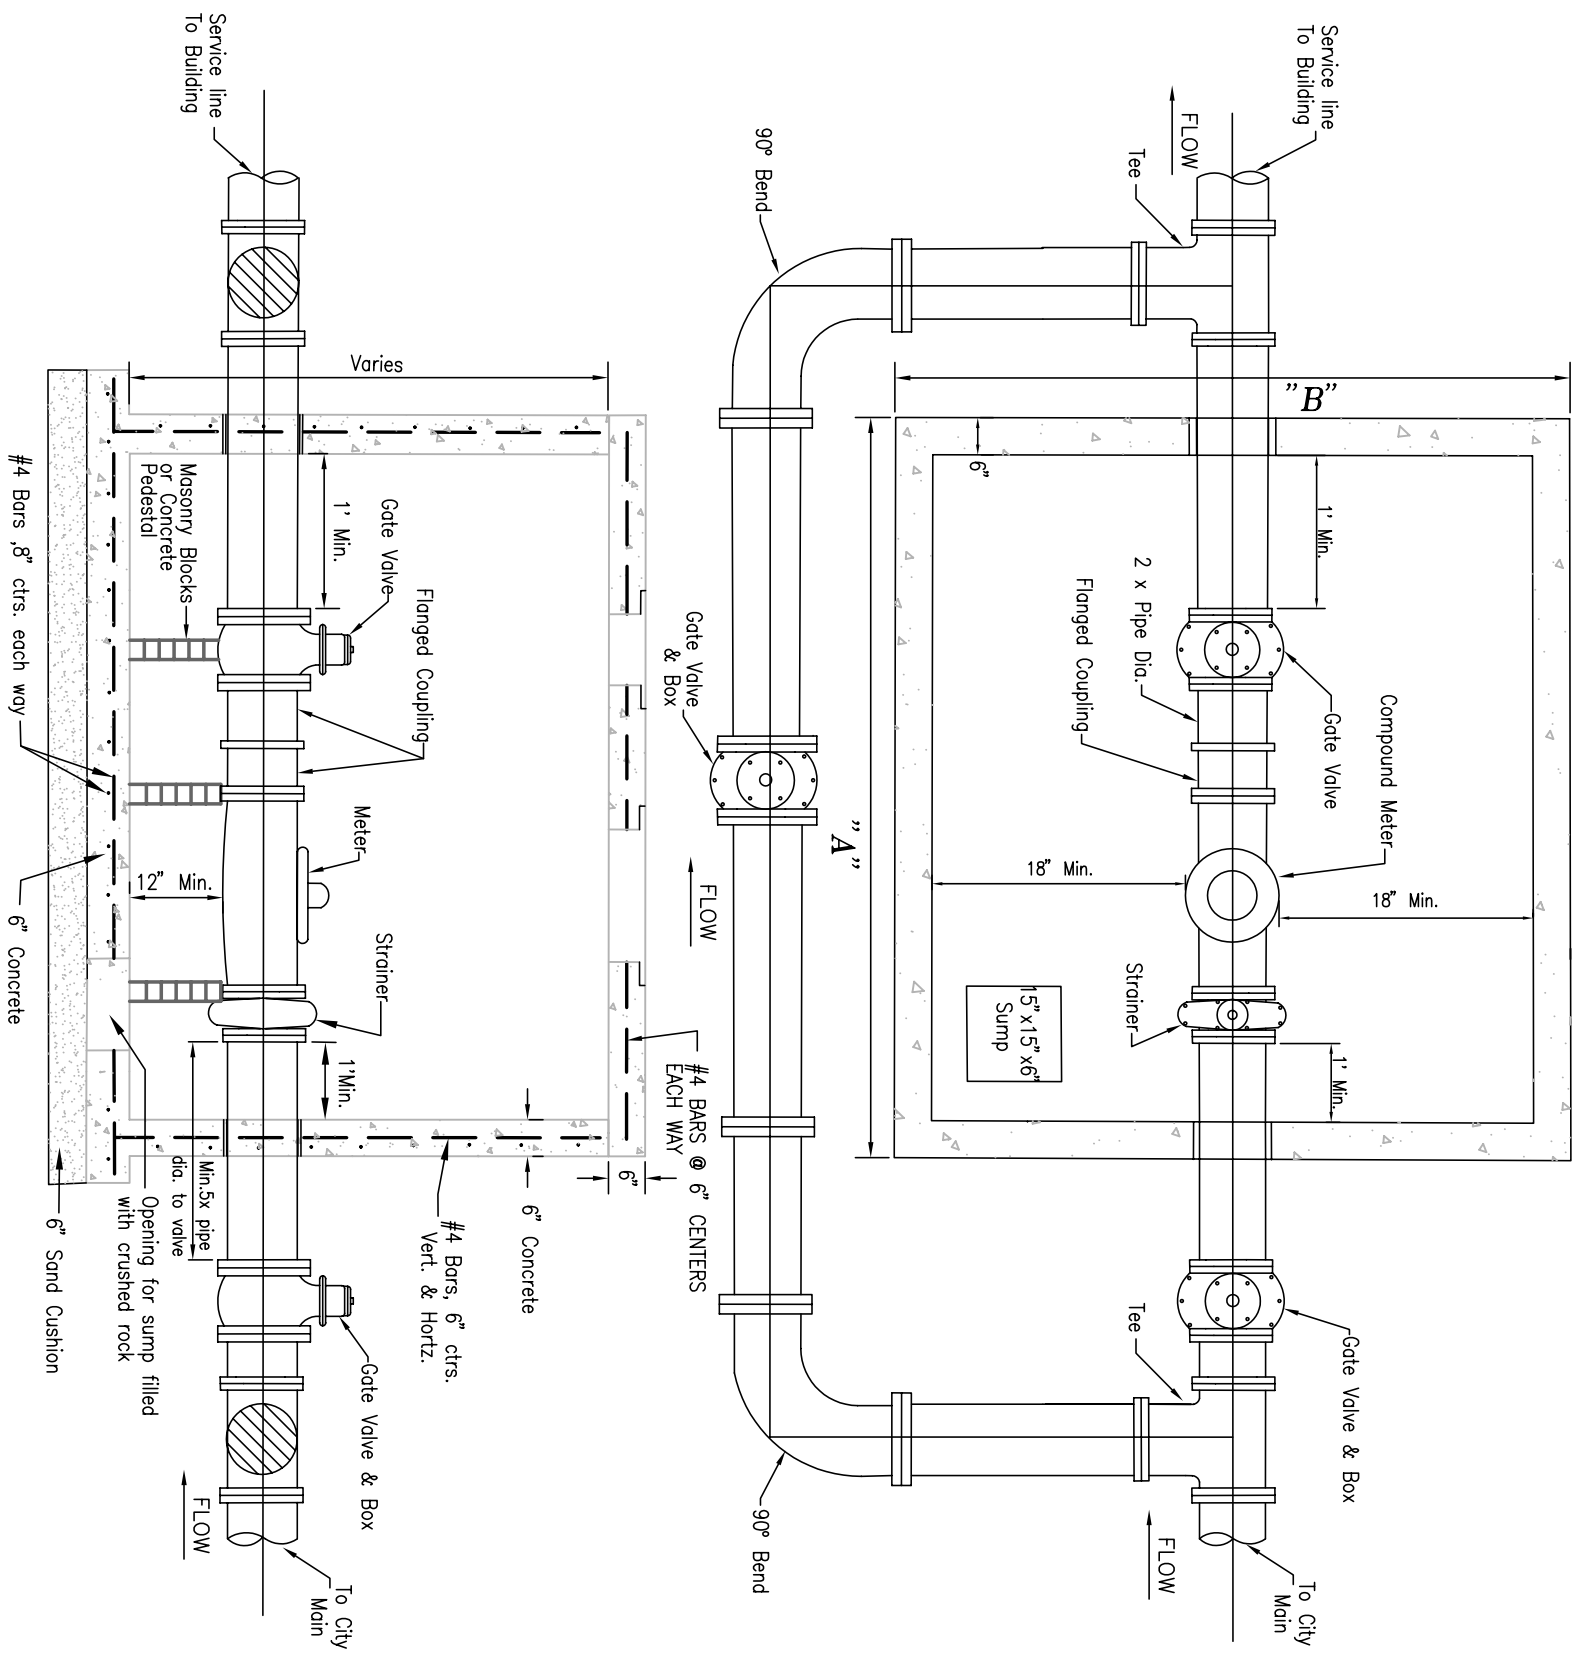 Service line
To Building
FLOW
Tee
90° Bend
"B"
6"
1' Min.
2 x Pipe Dia.
Flanged Coupling
Gate Valve
Compound Meter
18" Min.
18" Min.
Strainer
15"x15"x6"
Sump
1' Min.
"A"
Gate Valve
& Box
FLOW
Tee
Gate Valve & Box
90° Bend
FLOW
To City
Main
Service line
To Building
Varies
1' Min.
Gate Valve
Flanged Coupling
Masonry Blocks
or Concrete
Pedestal
#4 Bars ,8" ctrs. each way
Meter
12" Min.
6" Concrete
Strainer
1'Min.
#4 BARS @ 6" CENTERS
EACH WAY
6"
6" Concrete
#4 Bars, 6" ctrs.
Vert. & Hortz.
Min.5x pipe
dia. to valve
Opening for sump filled
with crushed rock
6" Sand Cushion
Gate Valve & Box
FLOW
To City
Main